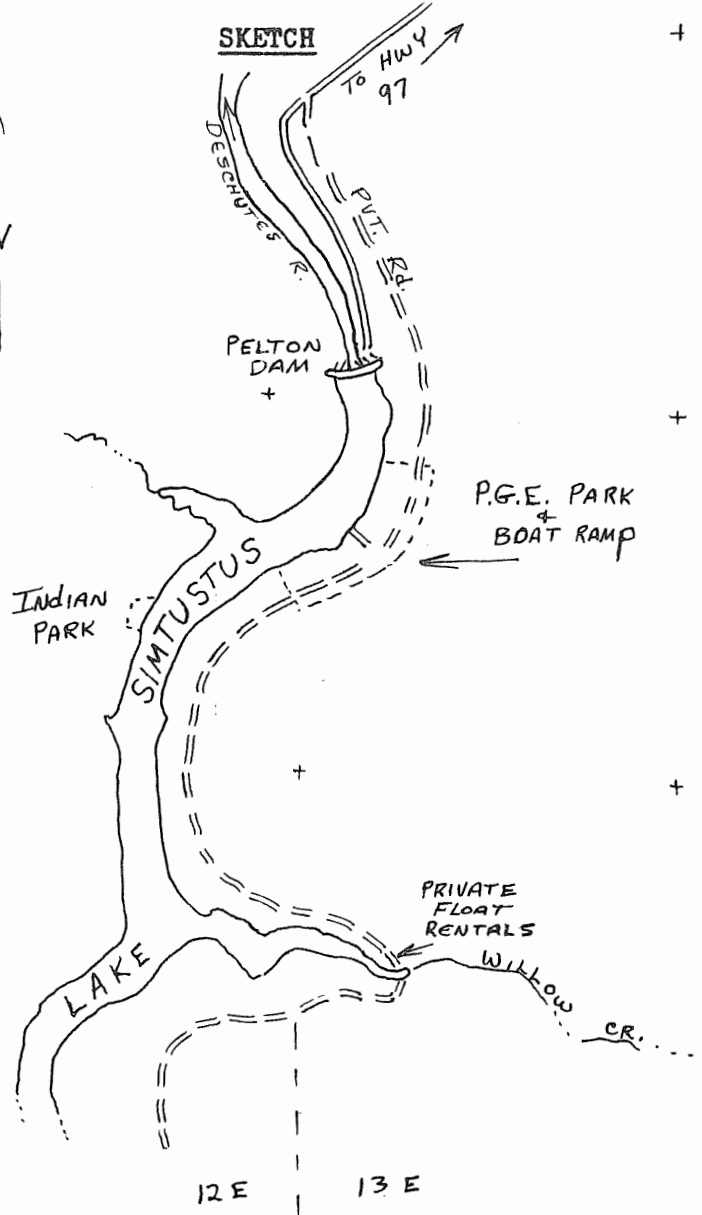 SKETCH
TO HWY
97
DESCHUTES R.
PVT. Rd.
PELTON
DAM
P.G.E. PARK
&
BOAT RAMP
INDIAN
PARK
SIMTUSTUS
PRIVATE
FLOAT
RENTALS
WILLOW
CR.
LAKE
12 E
13 E